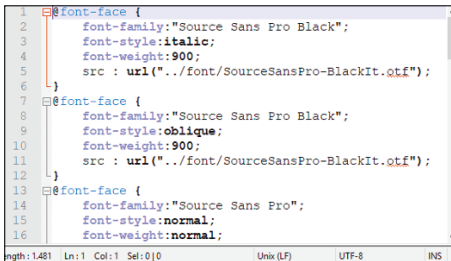 1 @font-face {
2 font-family:"Source Sans Pro Black";
3 font-style:italic;
4 font-weight:900;
5 src : url("../font/SourceSansPro-BlackIt.otf");
6 }
7 @font-face {
8 font-family:"Source Sans Pro Black";
9 font-style:oblique;
10 font-weight:900;
11 src : url("../font/SourceSansPro-BlackIt.otf");
12 }
13 @font-face {
14 font-family:"Source Sans Pro";
15 font-style:normal;
16 font-weight:normal;
ength : 1.481 Ln : 1 Col : 1 Sel : 0 | 0 Unix (LF) UTF-8 INS